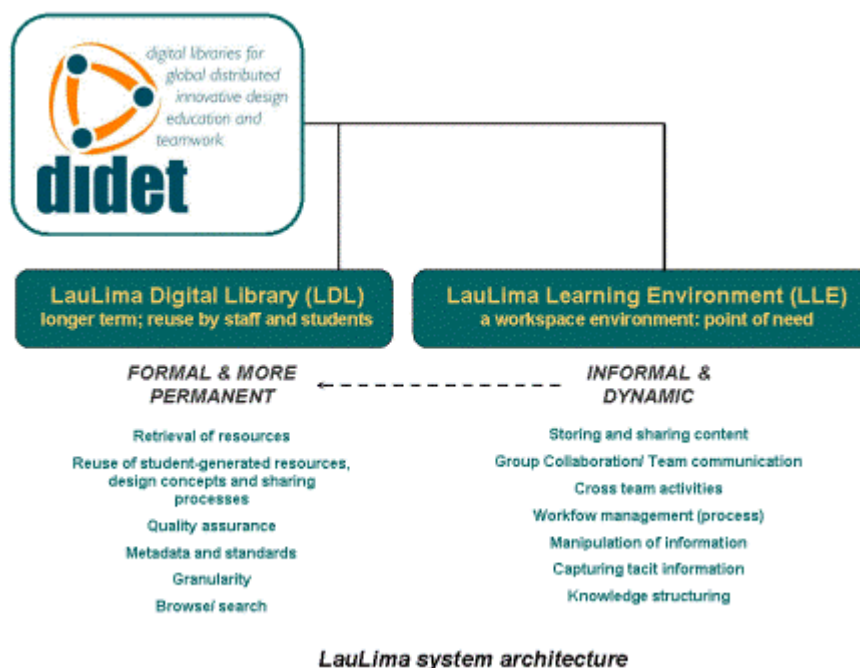 digital libraries for
global distributed
innovative design
education and
teamwork
didet
LauLima Digital Library (LDL)
longer term; reuse by staff and students
LauLima Learning Environment (LLE)
a workspace environment: point of need
FORMAL & MORE
PERMANENT
INFORMAL &
DYNAMIC
Retrieval of resources
Reuse of student-generated resources,
design concepts and sharing
processes
Quality assurance
Metadata and standards
Granularity
Browse/ search
Storing and sharing content
Group Collaboration/ Team communication
Cross team activities
Workfow management (process)
Manipulation of information
Capturing tacit information
Knowledge structuring
LauLima system architecture